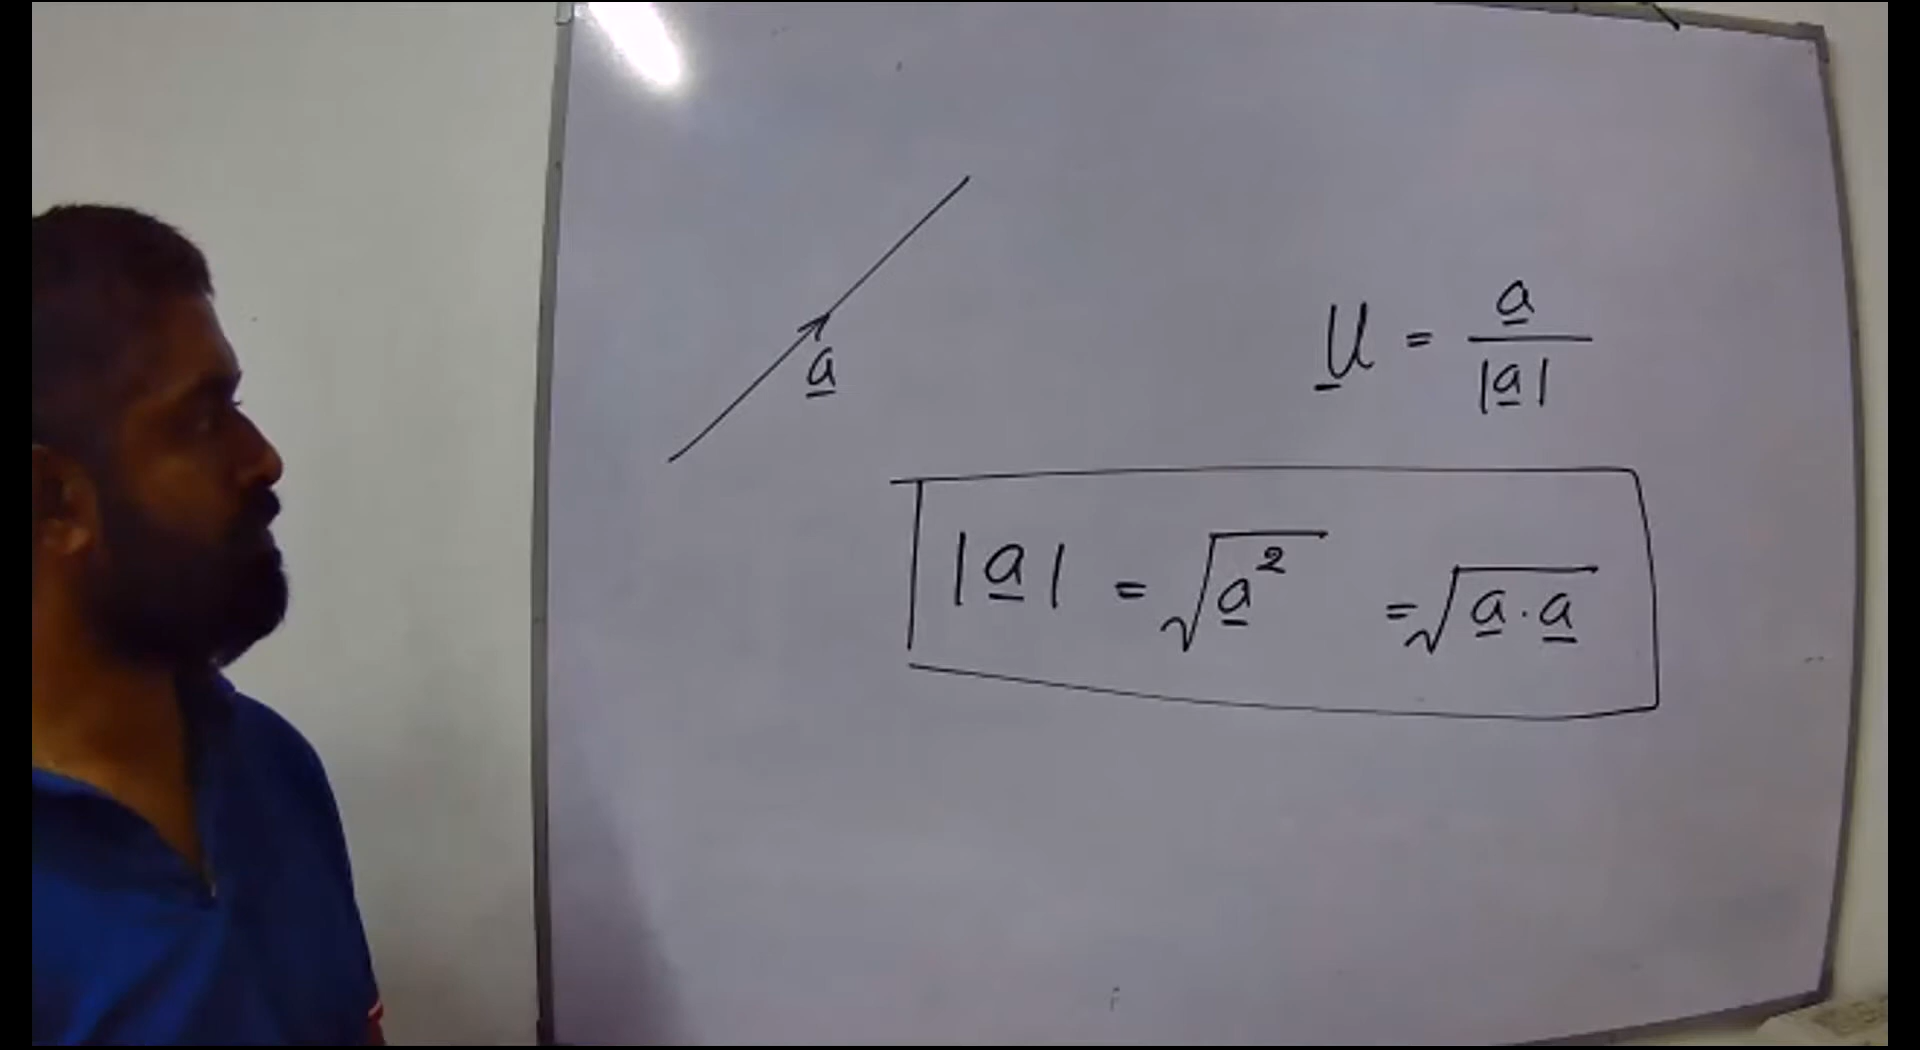 a
U = a / |a|
|a| = √a² = √a · a